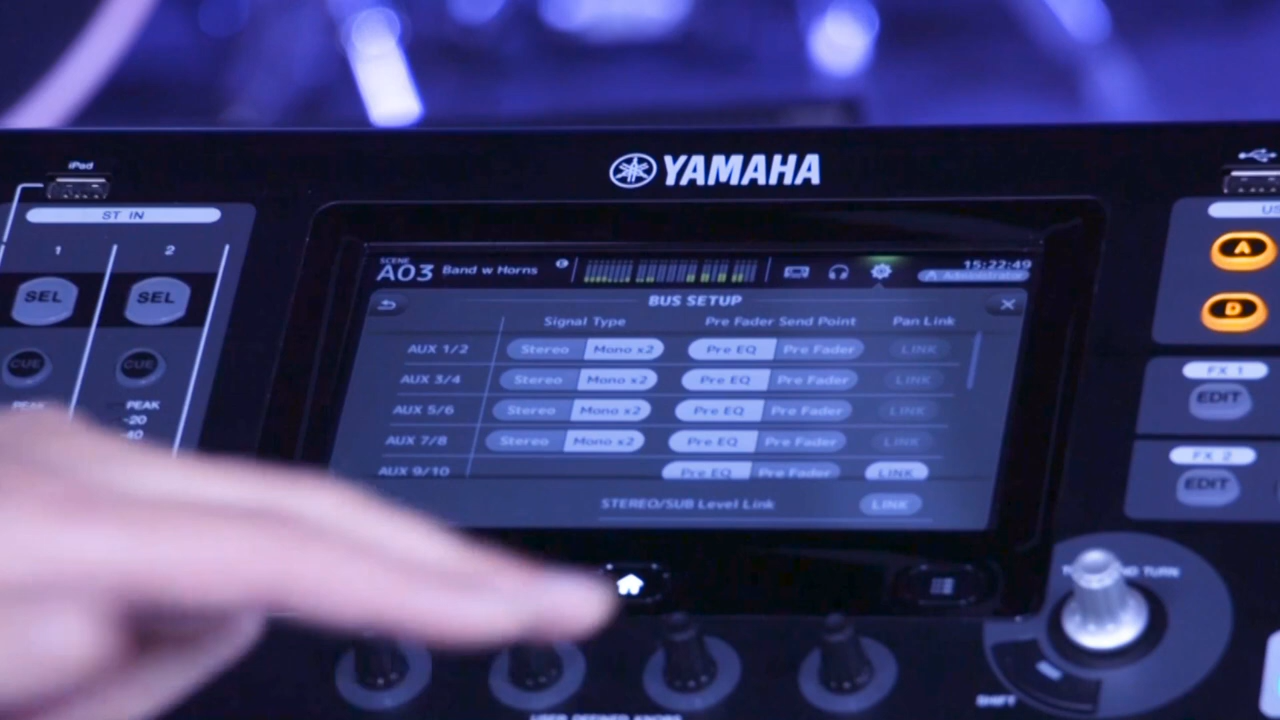 iPad
YAMAHA
ST IN
1 2
SEL SEL
CUE CUE
PEAK PEAK
-20
-40
SCENE
A03 Band w Horns
15:22:49
Administrator
BUS SETUP
Signal Type Pre Fader Send Point Pan Link
AUX 1/2 Stereo Mono x2 Pre EQ Pre Fader LINK
AUX 3/4 Stereo Mono x2 Pre EQ Pre Fader LINK
AUX 5/6 Stereo Mono x2 Pre EQ Pre Fader LINK
AUX 7/8 Stereo Mono x2 Pre EQ Pre Fader LINK
AUX 9/10 Pre EQ Pre Fader LINK
STEREO/SUB Level Link LINK
A
D
FX 1
EDIT
FX 2
EDIT
TURN
SHIFT
USER DEFINED KNOBS